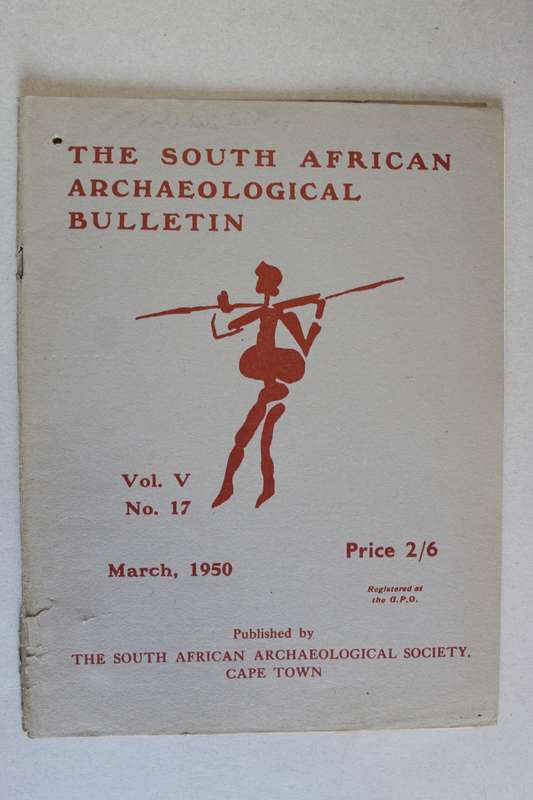 THE SOUTH AFRICAN
ARCHAEOLOGICAL
BULLETIN
Vol. V
No. 17
March, 1950
Price 2/6
Registered at
the G.P.O.
Published by
THE SOUTH AFRICAN ARCHAEOLOGICAL SOCIETY,
CAPE TOWN